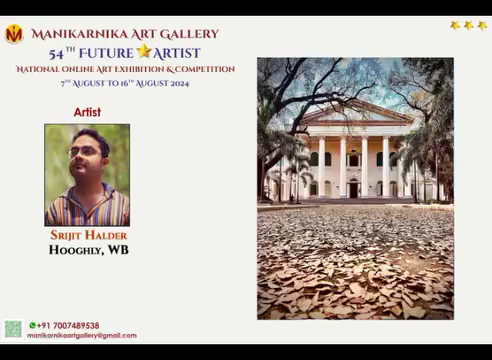 MANIKARNIKA ART GALLERY
54TH FUTURE ARTIST
NATIONAL ONLINE ART EXHIBITION & COMPETITION
7TH AUGUST TO 16TH AUGUST 2024
Artist
SRIJIT HALDER
HOOGHLY, WB
+91 7007489538
manikarnikaartgallery@gmail.com